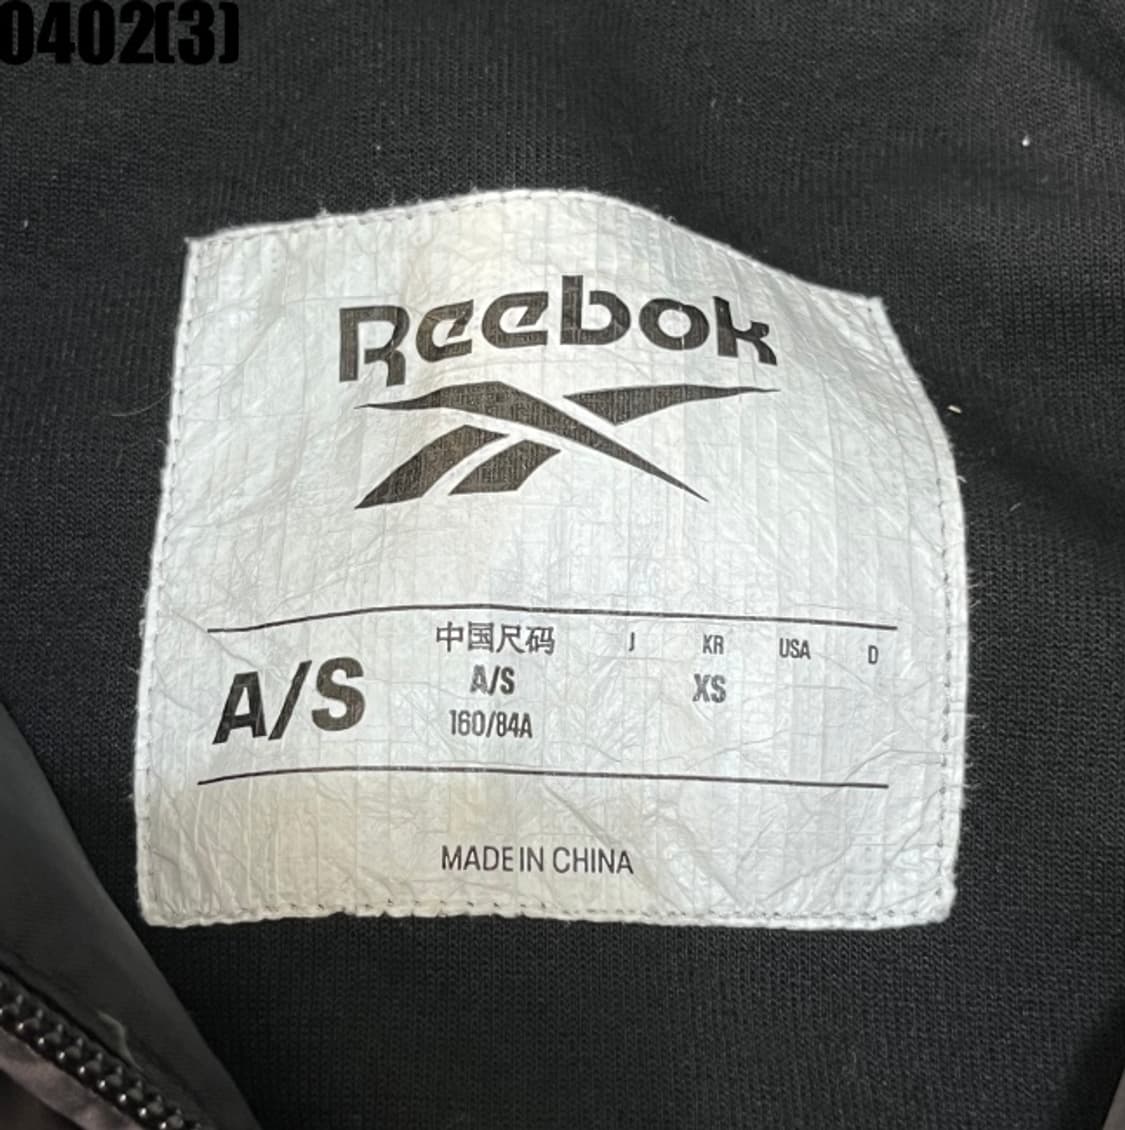 0402(3)
Reebok
中国尺码 J KR USA D
A/S A/S XS
160/84A
MADE IN CHINA